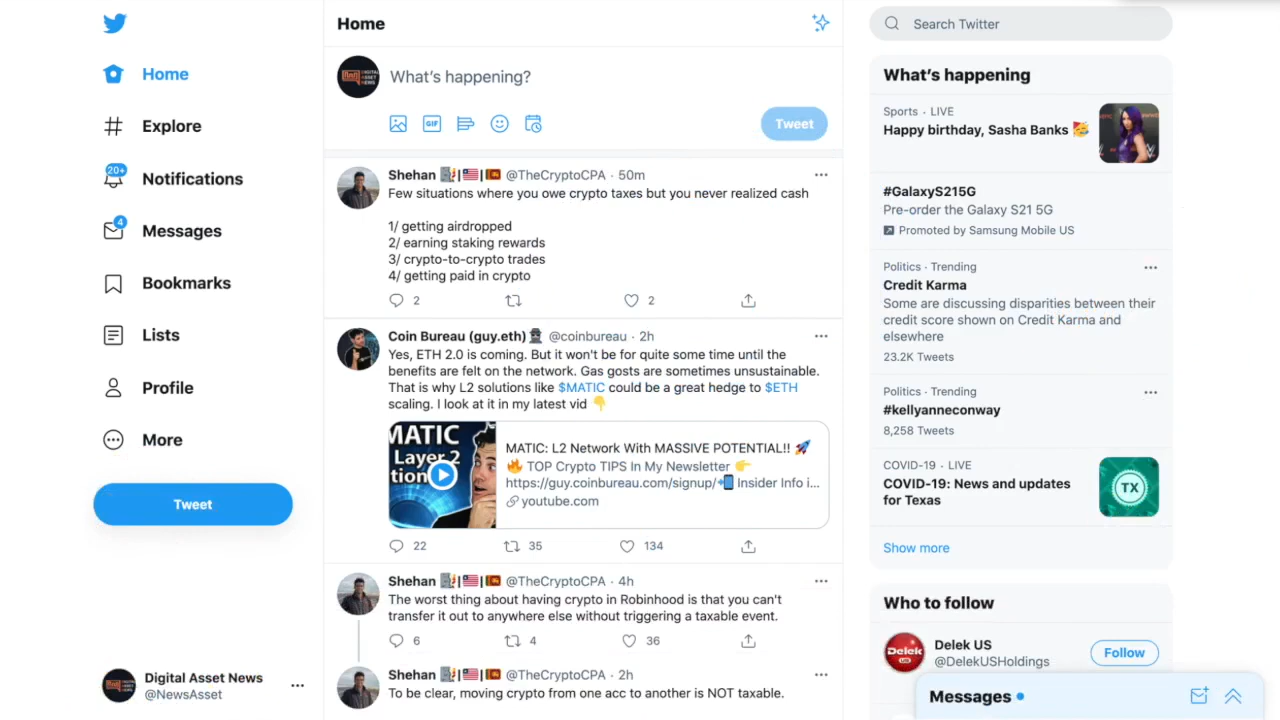 Home
Explore
20+
Notifications
4
Messages
Bookmarks
Lists
Profile
More
Tweet
Digital Asset News
@NewsAsset
Home
What's happening?
GIF
Tweet
Shehan 👨‍🚀|🇺🇸|🇱🇰 @TheCryptoCPA · 50m
Few situations where you owe crypto taxes but you never realized cash
1/ getting airdropped
2/ earning staking rewards
3/ crypto-to-crypto trades
4/ getting paid in crypto
2
2
Coin Bureau (guy.eth) @coinbureau · 2h
Yes, ETH 2.0 is coming. But it won't be for quite some time until the
benefits are felt on the network. Gas gosts are sometimes unsustainable.
That is why L2 solutions like $MATIC could be a great hedge to $ETH
scaling. I look at it in my latest vid 👇
MATIC
Layer 2
tion
MATIC: L2 Network With MASSIVE POTENTIAL!! 🚀
🔥 TOP Crypto TIPS In My Newsletter 👉
https://guy.coinbureau.com/signup/📲 Insider Info i...
youtube.com
22
35
134
Shehan @TheCryptoCPA · 4h
The worst thing about having crypto in Robinhood is that you can't
transfer it out to anywhere else without triggering a taxable event.
6
4
36
Shehan @TheCryptoCPA · 2h
To be clear, moving crypto from one acc to another is NOT taxable.
Search Twitter
What's happening
Sports · LIVE
Happy birthday, Sasha Banks 🥳
#GalaxyS215G
Pre-order the Galaxy S21 5G
Promoted by Samsung Mobile US
Politics · Trending
Credit Karma
Some are discussing disparities between their
credit score shown on Credit Karma and
elsewhere
23.2K Tweets
Politics · Trending
#kellyanneconway
8,258 Tweets
COVID-19 · LIVE
COVID-19: News and updates
for Texas
TX
Show more
Who to follow
Delek
US
Delek US
@DelekUSHoldings
Follow
Messages